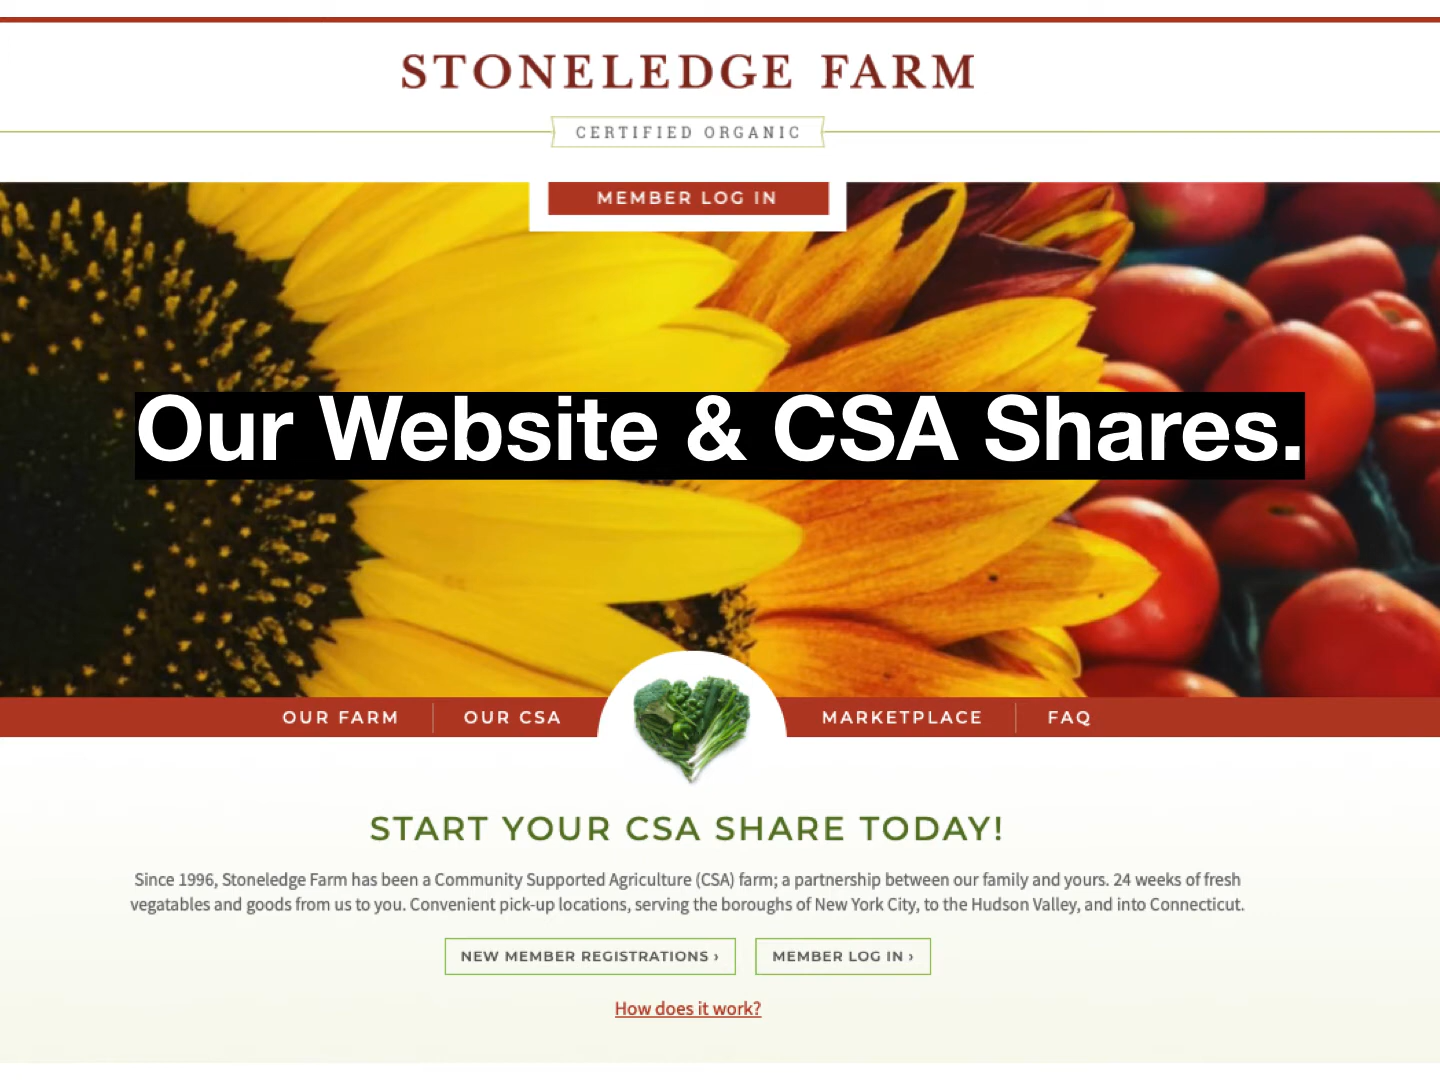 STONELEDGE FARM
CERTIFIED ORGANIC
MEMBER LOG IN
Our Website & CSA Shares.
OUR FARM
OUR CSA
MARKETPLACE
FAQ
START YOUR CSA SHARE TODAY!
Since 1996, Stoneledge Farm has been a Community Supported Agriculture (CSA) farm; a partnership between our family and yours. 24 weeks of fresh
vegatables and goods from us to you. Convenient pick-up locations, serving the boroughs of New York City, to the Hudson Valley, and into Connecticut.
NEW MEMBER REGISTRATIONS ›
MEMBER LOG IN ›
How does it work?